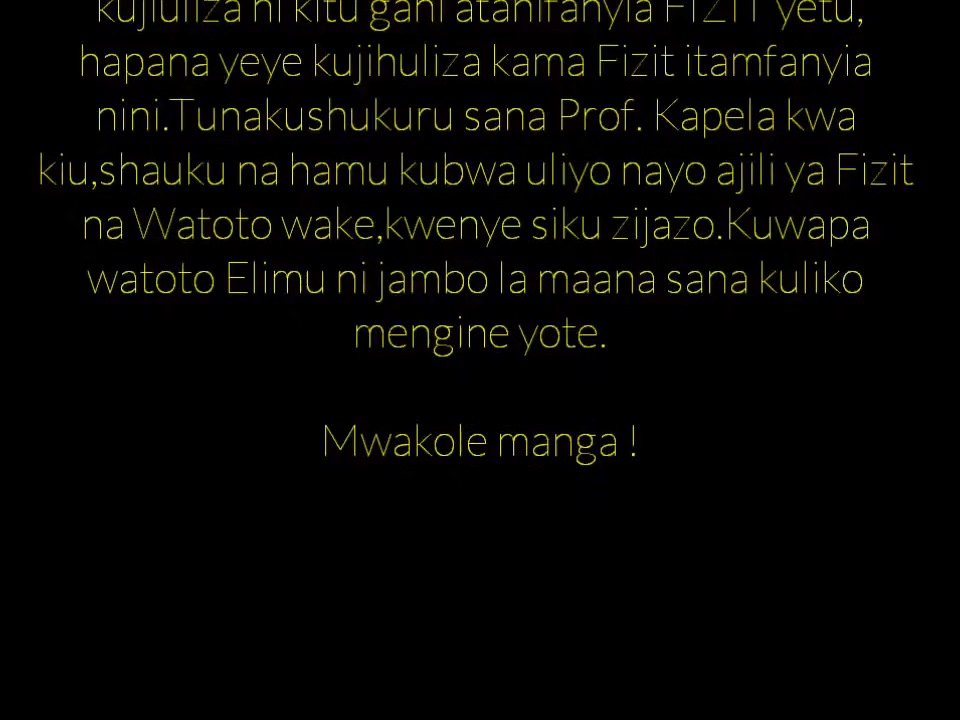 kujiuliza ni kitu gani atanifanyia FIZIT yetu,
hapana yeye kujihuliza kama Fizit itamfanyia
nini.Tunakushukuru sana Prof. Kapela kwa
kiu,shauku na hamu kubwa uliyo nayo ajili ya Fizit
na Watoto wake,kwenye siku zijazo.Kuwapa
watoto Elimu ni jambo la maana sana kuliko
mengine yote.
Mwakole manga !